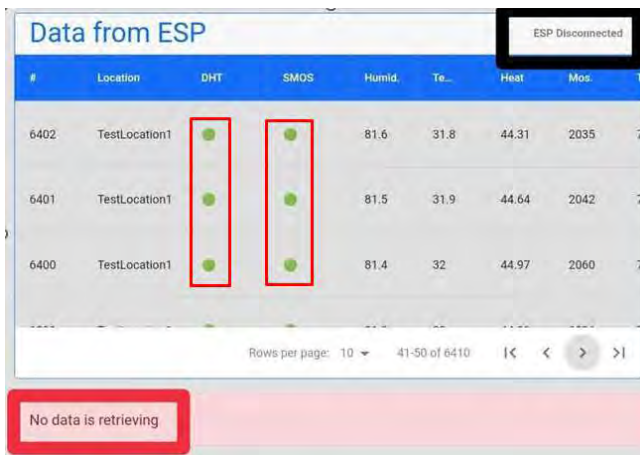 Data from ESP
ESP Disconnected
# Location DHT SMOS Humid. Te... Heat Mos.
6402 TestLocation1 81.6 31.8 44.31 2035
6401 TestLocation1 81.5 31.9 44.64 2042
6400 TestLocation1 81.4 32 44.97 2060
Rows per page: 10 41-50 of 6410
No data is retrieving